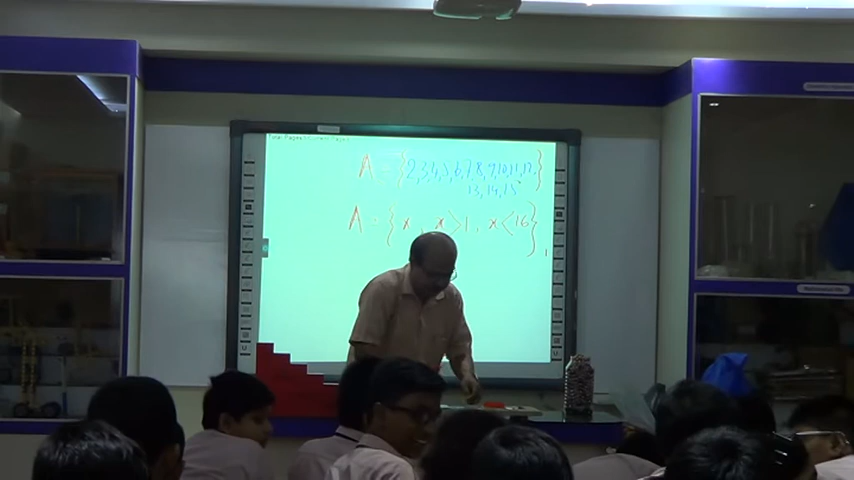 A = {2,3,4,5,6,7,8,9,10,11,12,
13,14,15}
A = {x, x>1, x<16}